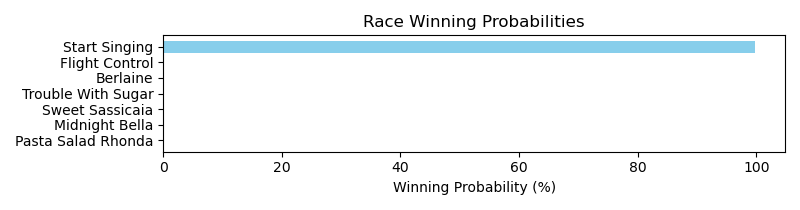 Race Winning Probabilities
Start Singing
Flight Control
Berlaine
Trouble With Sugar
Sweet Sassicaia
Midnight Bella
Pasta Salad Rhonda
0 20 40 60 80 100
Winning Probability (%)